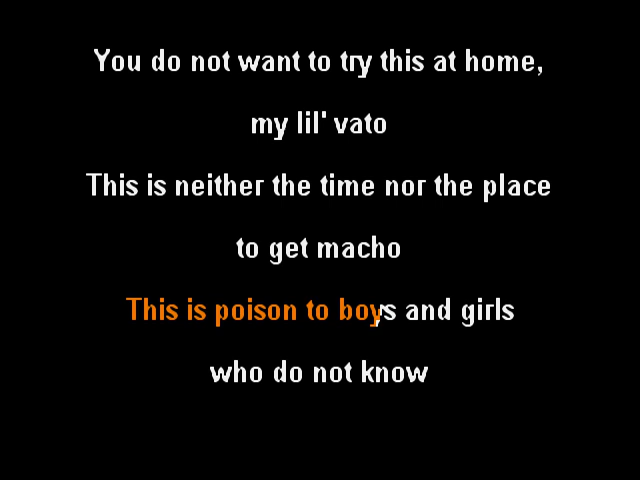 You do not want to try this at home,
my lil' vato
This is neither the time nor the place
to get macho
This is poison to boys and girls
who do not know